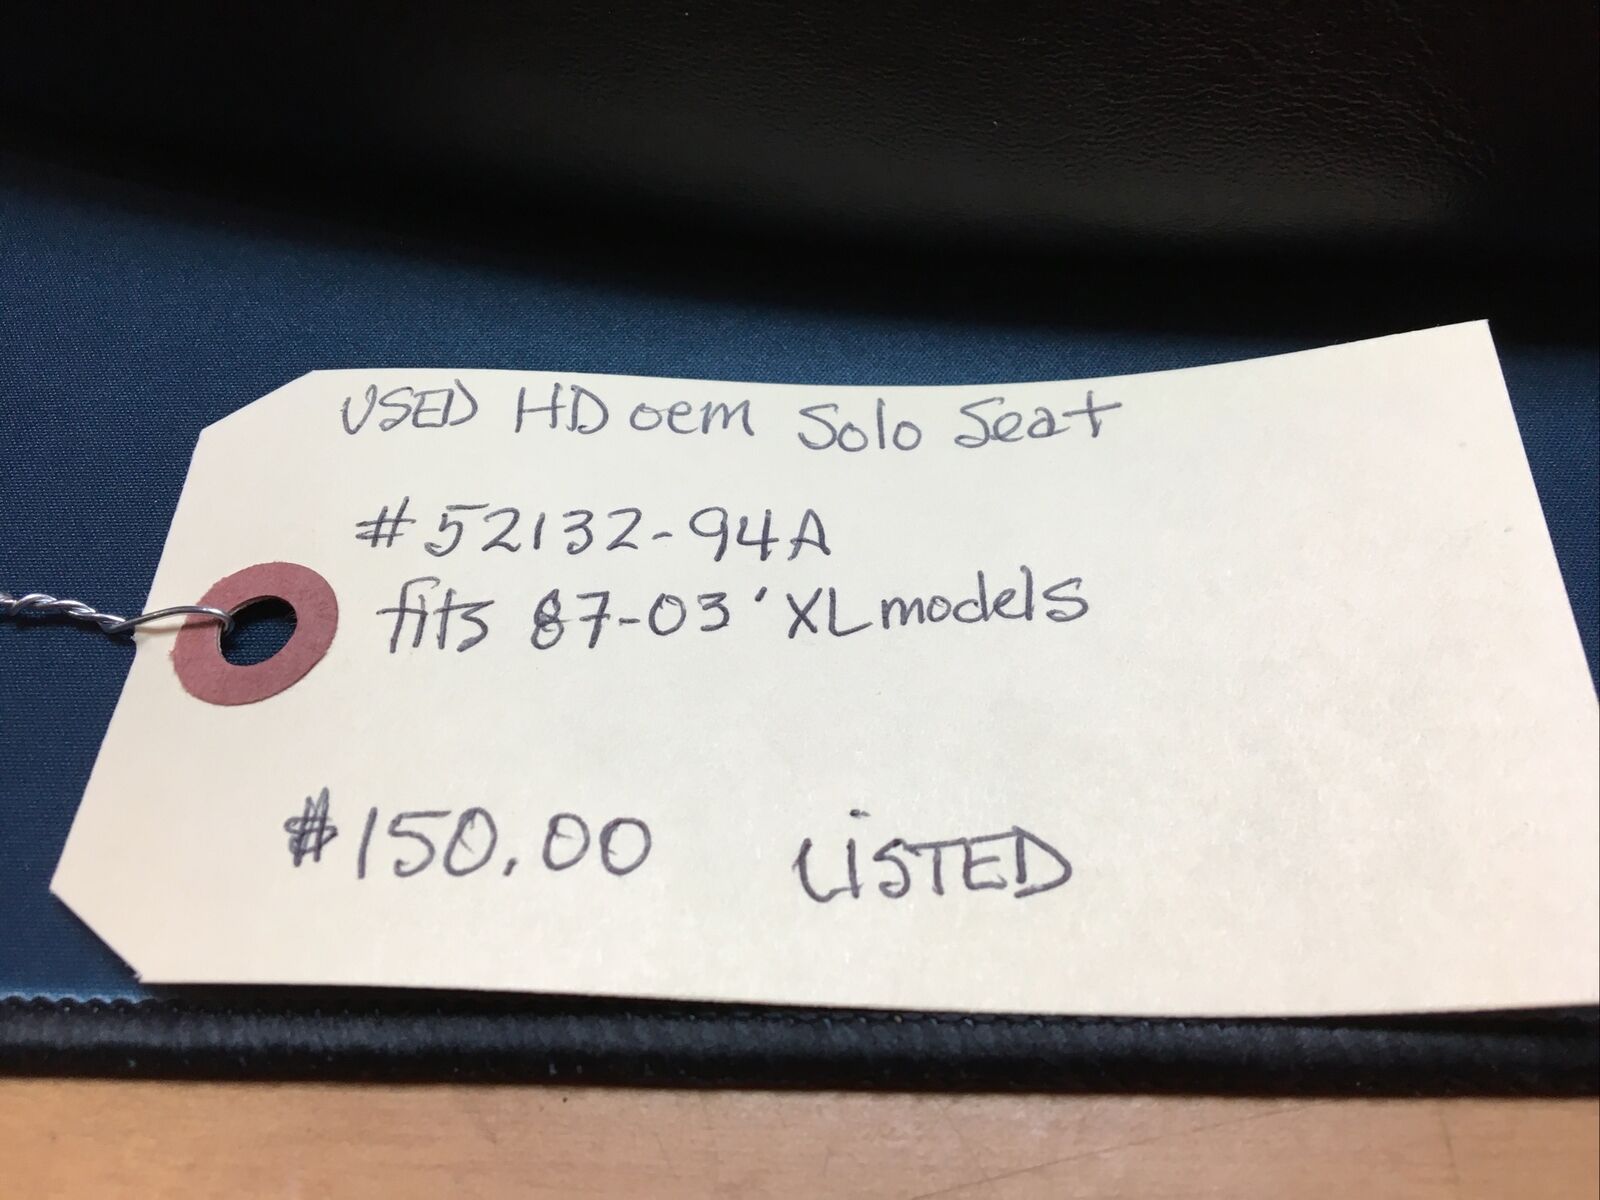 USED HD oem Solo Seat
#52132-94A
fits 87-03 'XL models
$150.00 LiSTED